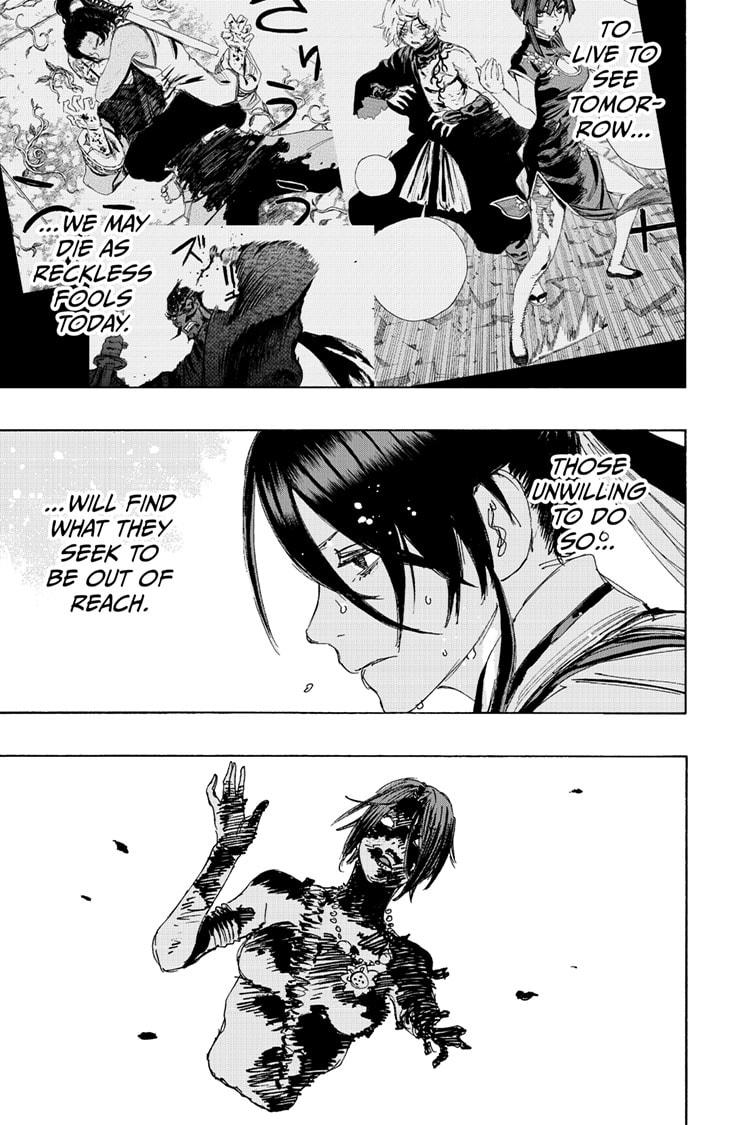 TO
LIVE TO
SEE
TOMOR-
ROW...
...WE MAY
DIE AS
RECKLESS
FOOLS
TODAY.
THOSE
UNWILLING
TO DO
SO...
...WILL FIND
WHAT THEY
SEEK TO
BE OUT OF
REACH.